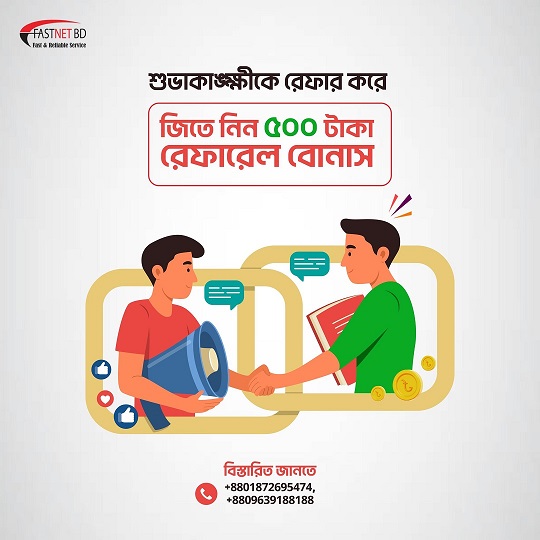 FASTNET BD
Fast & Reliable Service
শুভাকাঙ্ক্ষীকে রেফার করে
জিতে নিন ৫০০ টাকা
রেফারেল বোনাস
বিস্তারিত জানতে
+8801872695474,
+8809639188188